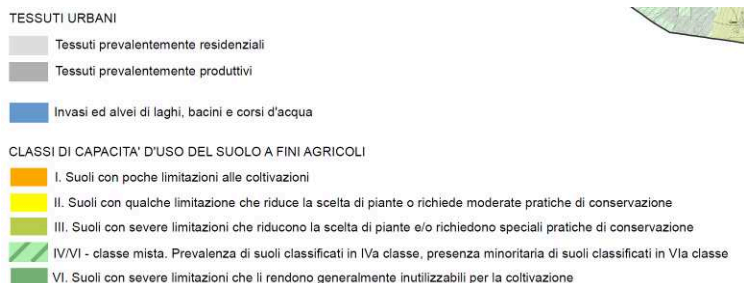 TESSUTI URBANI
Tessuti prevalentemente residenziali
Tessuti prevalentemente produttivi
Invasi ed alvei di laghi, bacini e corsi d'acqua
CLASSI DI CAPACITA' D'USO DEL SUOLO A FINI AGRICOLI
I. Suoli con poche limitazioni alle coltivazioni
II. Suoli con qualche limitazione che riduce la scelta di piante o richiede moderate pratiche di conservazione
III. Suoli con severe limitazioni che riducono la scelta di piante e/o richiedono speciali pratiche di conservazione
IV/VI - classe mista. Prevalenza di suoli classificati in IVa classe, presenza minoritaria di suoli classificati in VIa classe
VI. Suoli con severe limitazioni che li rendono generalmente inutilizzabili per la coltivazione